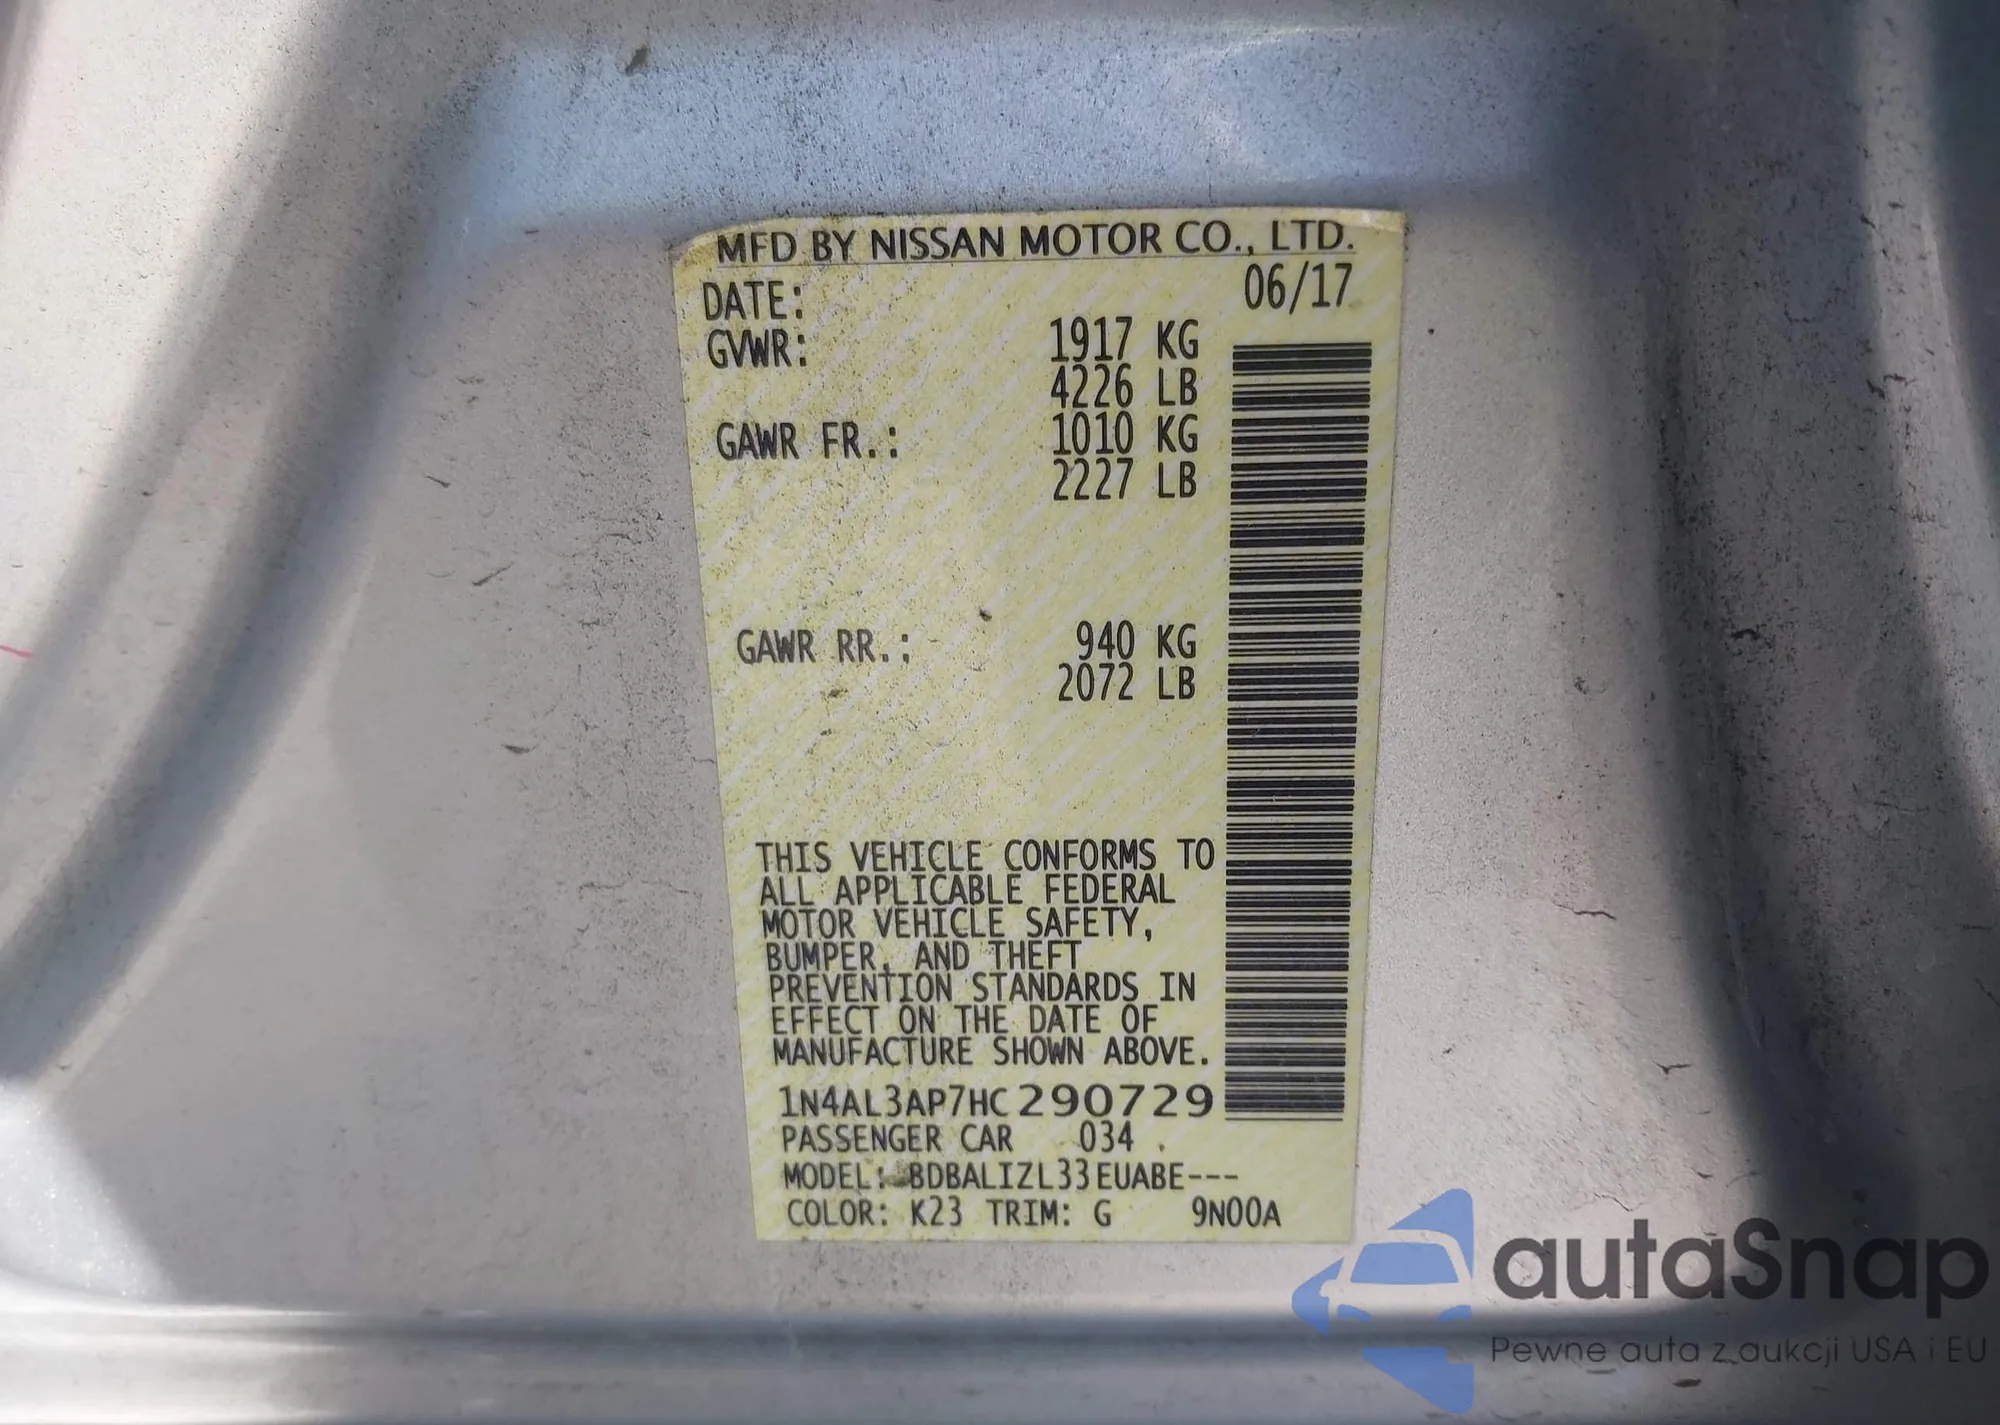 MFD BY NISSAN MOTOR CO., LTD.
DATE: 06/17
GVWR: 1917 KG
4226 LB
GAWR FR.: 1010 KG
2227 LB
GAWR RR.: 940 KG
2072 LB
THIS VEHICLE CONFORMS TO
ALL APPLICABLE FEDERAL
MOTOR VEHICLE SAFETY,
BUMPER, AND THEFT
PREVENTION STANDARDS IN
EFFECT ON THE DATE OF
MANUFACTURE SHOWN ABOVE.
1N4AL3AP7HC290729
PASSENGER CAR 034
MODEL: BDBALIZL33EUABE---
COLOR: K23 TRIM: G 9N00A
autaSnap
Pewne auta z aukcji USA i EU